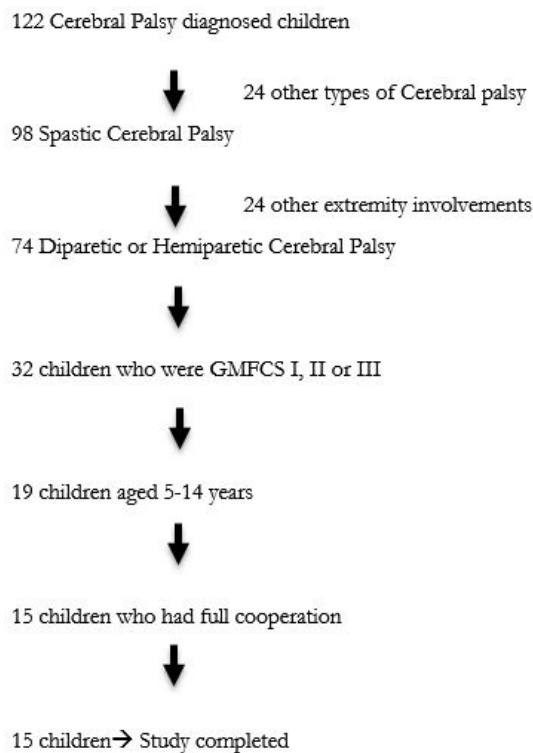 122 Cerebral Palsy diagnosed children
24 other types of Cerebral palsy
98 Spastic Cerebral Palsy
24 other extremity involvements
74 Diparetic or Hemiparetic Cerebral Palsy
32 children who were GMFCS I, II or III
19 children aged 5-14 years
15 children who had full cooperation
15 children→ Study completed